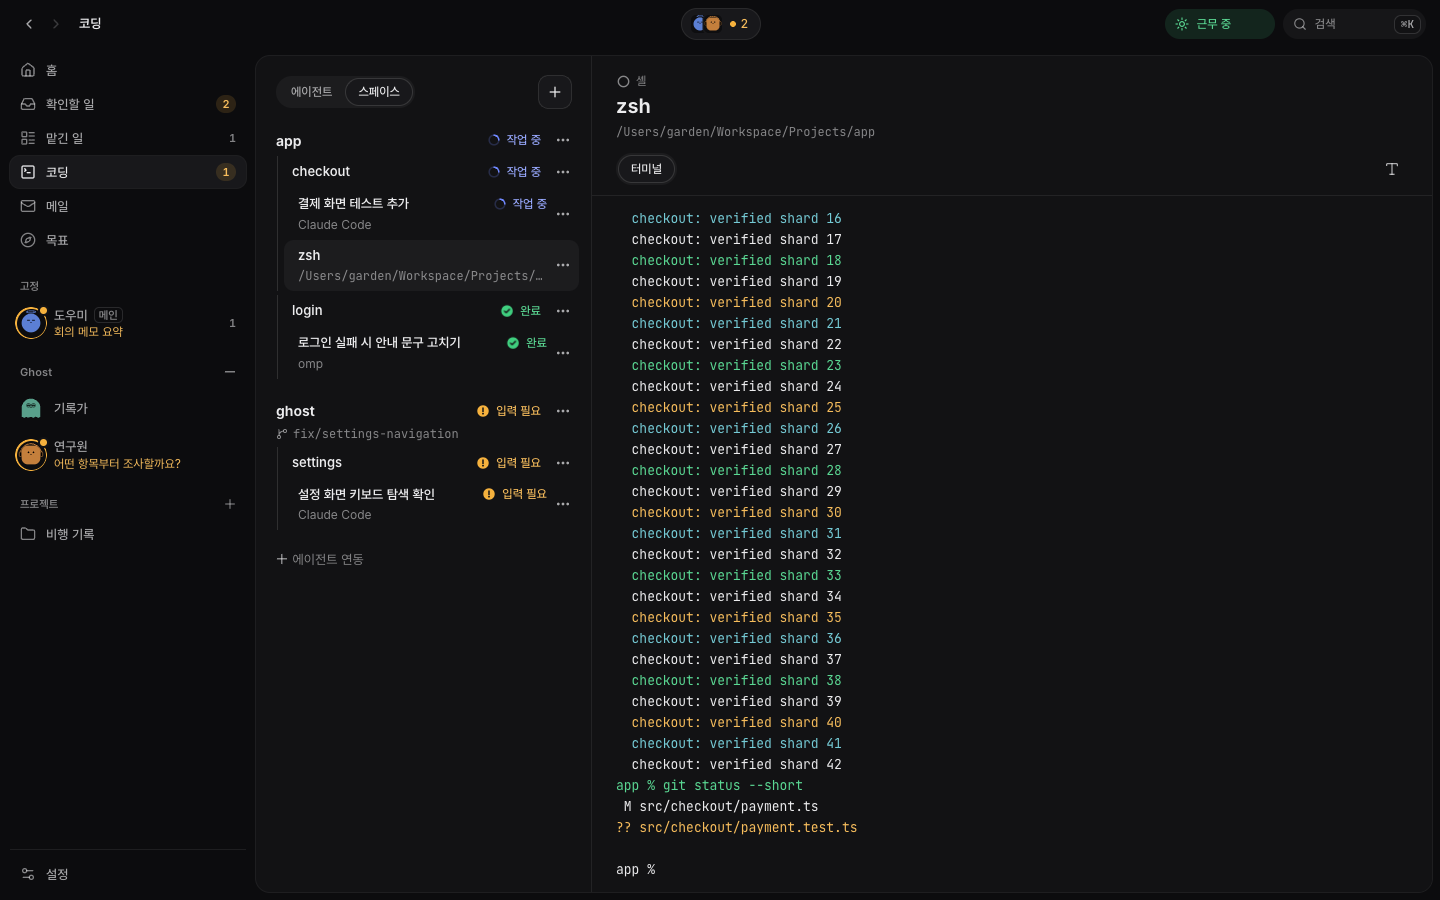 코딩
2
근무 중
검색
⌘K
홈
확인할 일
2
맡긴 일
1
코딩
1
메일
목표
고정
도우미
메인
회의 메모 요약
1
Ghost
기록가
연구원
어떤 항목부터 조사할까요?
프로젝트
비행 기록
설정
에이전트
스페이스
app
작업 중
checkout
작업 중
결제 화면 테스트 추가
작업 중
Claude Code
zsh
/Users/garden/Workspace/Projects/…
login
완료
로그인 실패 시 안내 문구 고치기
완료
omp
ghost
입력 필요
fix/settings-navigation
settings
입력 필요
설정 화면 키보드 탐색 확인
입력 필요
Claude Code
에이전트 연동
셸
zsh
/Users/garden/Workspace/Projects/app
터미널
checkout: verified shard 16
checkout: verified shard 17
checkout: verified shard 18
checkout: verified shard 19
checkout: verified shard 20
checkout: verified shard 21
checkout: verified shard 22
checkout: verified shard 23
checkout: verified shard 24
checkout: verified shard 25
checkout: verified shard 26
checkout: verified shard 27
checkout: verified shard 28
checkout: verified shard 29
checkout: verified shard 30
checkout: verified shard 31
checkout: verified shard 32
checkout: verified shard 33
checkout: verified shard 34
checkout: verified shard 35
checkout: verified shard 36
checkout: verified shard 37
checkout: verified shard 38
checkout: verified shard 39
checkout: verified shard 40
checkout: verified shard 41
checkout: verified shard 42
app % git status --short
M src/checkout/payment.ts
?? src/checkout/payment.test.ts
app %